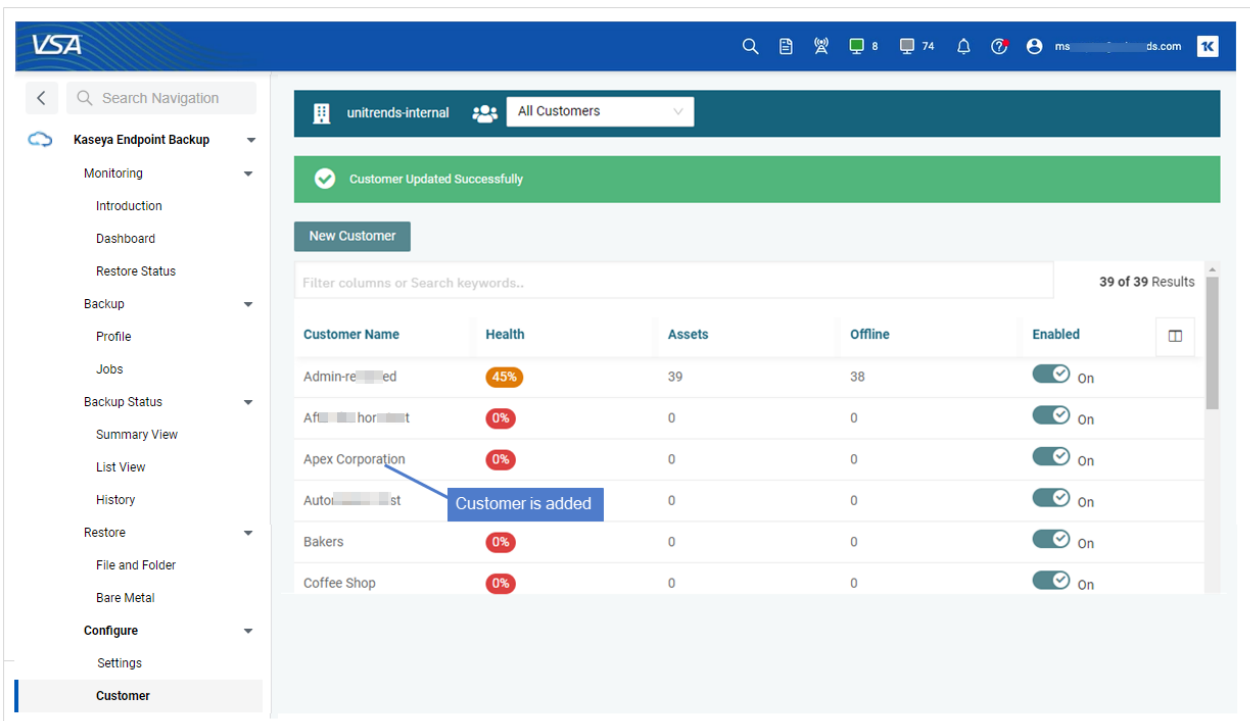 VSA
8
74
Search Navigation
Kaseya Endpoint Backup
Monitoring
Introduction
Dashboard
Restore Status
Backup
Profile
Jobs
Backup Status
Summary View
List View
History
Restore
File and Folder
Bare Metal
Configure
Settings
Customer
unitrends-internal All Customers
Customer Updated Successfully
New Customer
Filter columns or Search keywords..
39 of 39 Results
Customer Name Health Assets Offline Enabled
45% 39 38 On
0% 0 0 On
Apex Corporation 0% 0 0 On
Customer is added
0 0 On
Bakers 0% 0 0 On
Coffee Shop 0% 0 0 On